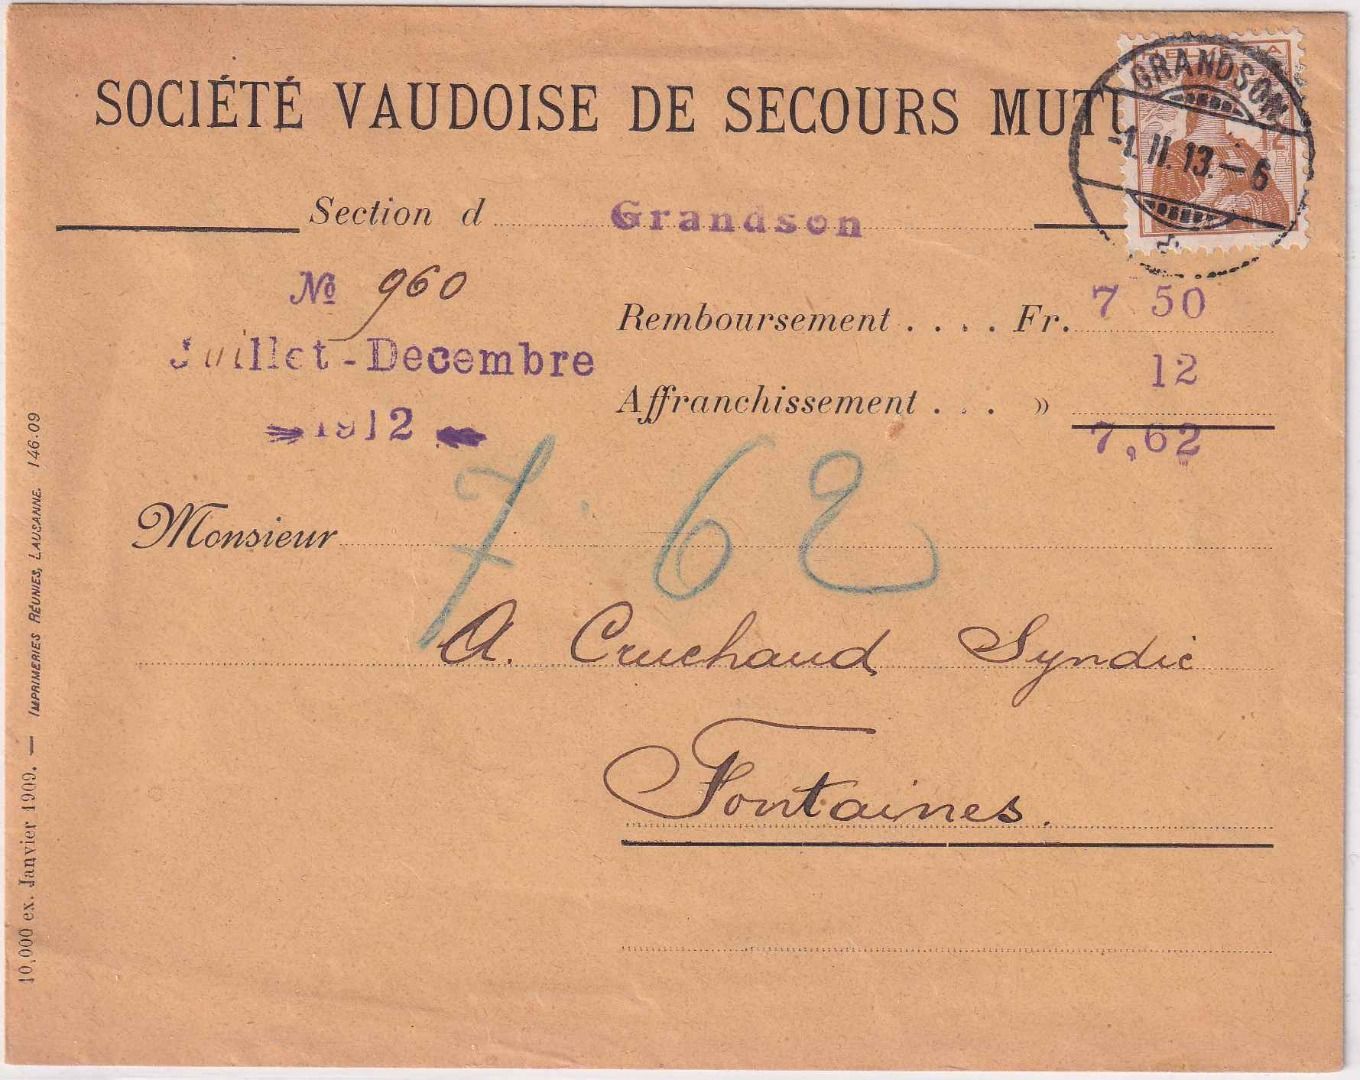 SOCIÉTÉ VAUDOISE DE SECOURS MUTU
GRANDSON
-1. II. 13. - 6
12
Section d Grandson
No 960
Juillet - Decembre
1912
Remboursement .... Fr. 7 50
Affranchissement .... » 12
7,62
7.62
Monsieur
A. Cruchaud Syndic
Fontaines.
10,000 ex. Janvier 1909. — IMPRIMERIES RÉUNIES, LAUSANNE. 146.09